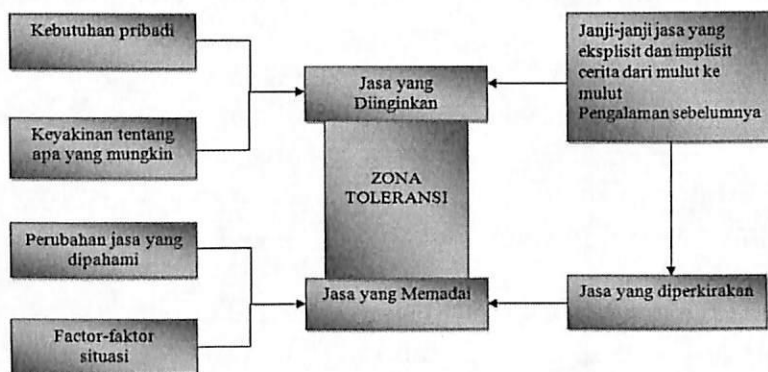 Kebutuhan pribadi
Keyakinan tentang
apa yang mungkin
Perubahan jasa yang
dipahami
Factor-faktor
situasi
Jasa yang
Diinginkan
ZONA
TOLERANSI
Jasa yang Memadai
Janji-janji jasa yang
eksplisit dan implisit
cerita dari mulut ke
mulut
Pengalaman sebelumnya
Jasa yang diperkirakan